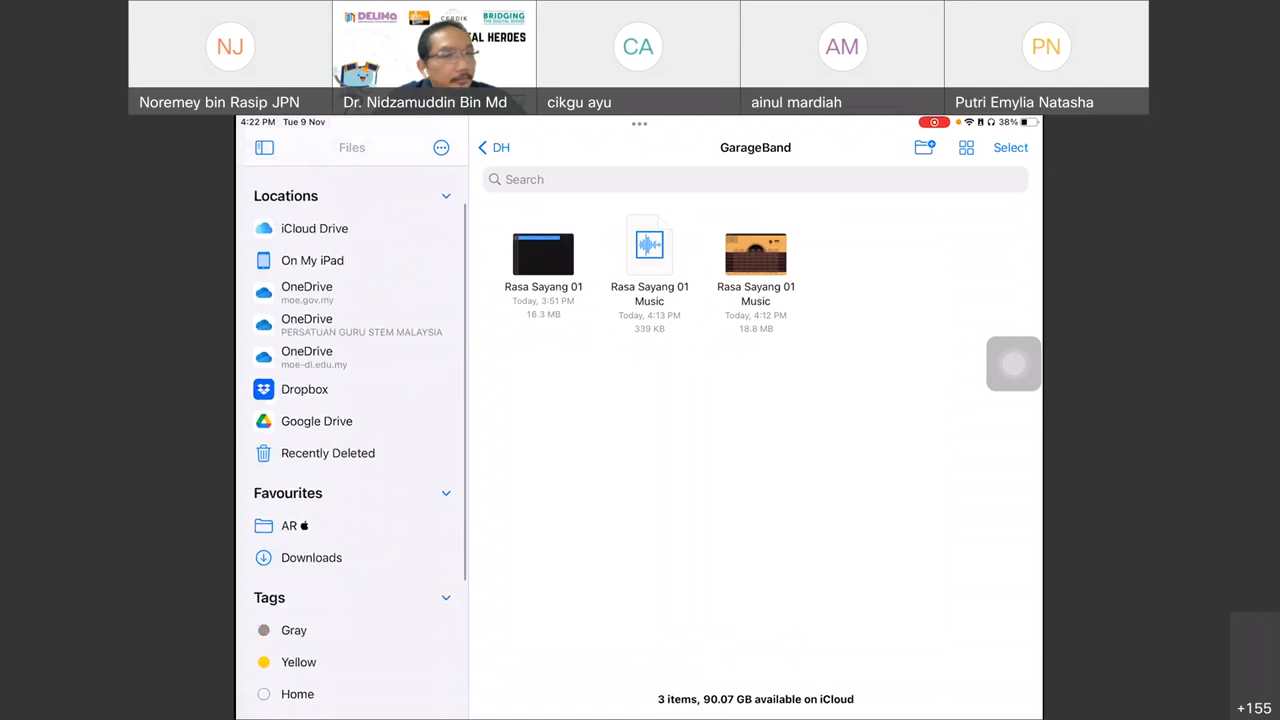 NJ
Noremey bin Rasip JPN
DELIMa
CERDIK
BRIDGING
THE DIGITAL DIVIDE
HEROES
Dr. Nidzamuddin Bin Md
CA
cikgu ayu
AM
ainul mardiah
PN
Putri Emylia Natasha
4:22 PM Tue 9 Nov
38%
Files
DH
GarageBand
Select
Search
Locations
iCloud Drive
On My iPad
OneDrive
moe.gov.my
OneDrive
PERSATUAN GURU STEM MALAYSIA
OneDrive
moe-dl.edu.my
Dropbox
Google Drive
Recently Deleted
Favourites
AR
Downloads
Tags
Gray
Yellow
Home
Rasa Sayang 01
Today, 3:51 PM
16.3 MB
Rasa Sayang 01
Music
Today, 4:13 PM
339 KB
Rasa Sayang 01
Music
Today, 4:12 PM
18.8 MB
3 items, 90.07 GB available on iCloud
+155